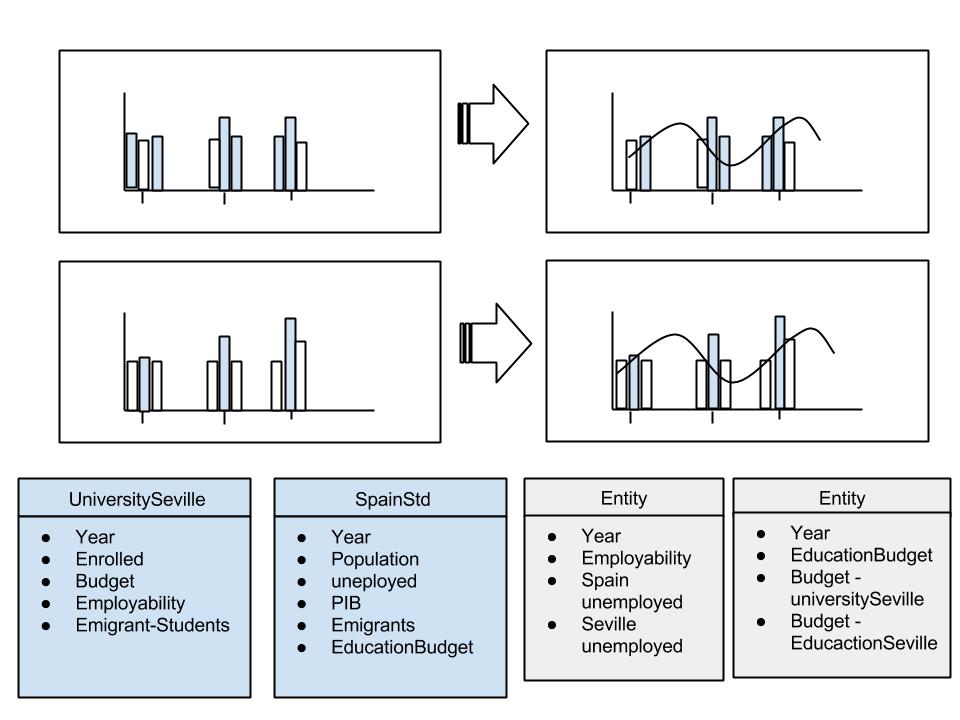 UniversitySeville
Year
Enrolled
Budget
Employability
Emigrant-Students
SpainStd
Year
Population
uneployed
PIB
Emigrants
EducationBudget
Entity
Year
Employability
Spain
unemployed
Seville
unemployed
Entity
Year
EducationBudget
Budget -
universitySeville
Budget -
EducactionSeville